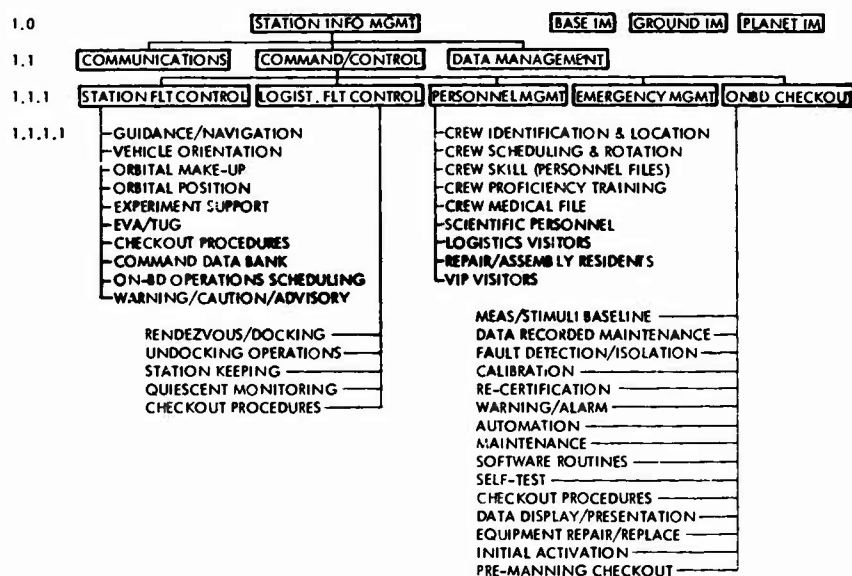 1.0 STATION INFO MGMT BASE IM GROUND IM PLANET IM
1.1 COMMUNICATIONS COMMAND/CONTROL DATA MANAGEMENT
1.1.1 STATION FLT CONTROL LOGIST. FLT CONTROL PERSONNEL MGMT EMERGENCY MGMT ONBD CHECKOUT
1.1.1.1 GUIDANCE/NAVIGATION
VEHICLE ORIENTATION
ORBITAL MAKE-UP
ORBITAL POSITION
EXPERIMENT SUPPORT
EVA/TUG
CHECKOUT PROCEDURES
COMMAND DATA BANK
ON-BD OPERATIONS SCHEDULING
WARNING/CAUTION/ADVISORY
RENDEZVOUS/DOCKING
UNDOCKING OPERATIONS
STATION KEEPING
QUIESCENT MONITORING
CHECKOUT PROCEDURES
CREW IDENTIFICATION & LOCATION
CREW SCHEDULING & ROTATION
CREW SKILL (PERSONNEL FILES)
CREW PROFICIENCY TRAINING
CREW MEDICAL FILE
SCIENTIFIC PERSONNEL
LOGISTICS VISITORS
REPAIR/ASSEMBLY RESIDENTS
VIP VISITORS
MEAS/STIMULI BASELINE
DATA RECORDED MAINTENANCE
FAULT DETECTION/ISOLATION
CALIBRATION
RE-CERTIFICATION
WARNING/ALARM
AUTOMATION
MAINTENANCE
SOFTWARE ROUTINES
SELF-TEST
CHECKOUT PROCEDURES
DATA DISPLAY/PRESENTATION
EQUIPMENT REPAIR/REPLACE
INITIAL ACTIVATION
PRE-MANNING CHECKOUT